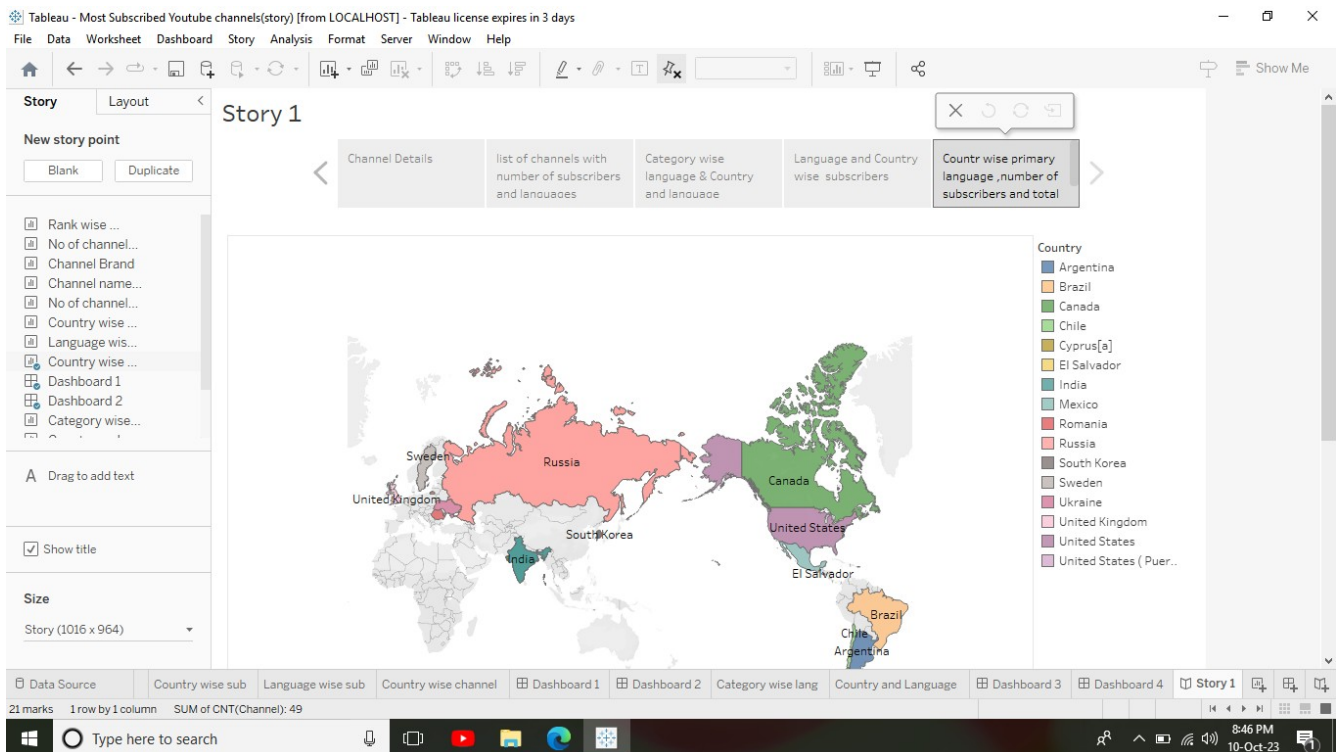 Tableau - Most Subscribed Youtube channels(story) [from LOCALHOST] - Tableau license expires in 3 days
File Data Worksheet Dashboard Story Analysis Format Server Window Help
Show Me
Story Layout
New story point
Blank Duplicate
Rank wise ...
No of channel...
Channel Brand
Channel name...
No of channel...
Country wise ...
Language wis...
Country wise ...
Dashboard 1
Dashboard 2
Category wise...
A Drag to add text
Show title
Size
Story (1016 x 964)
Story 1
Channel Details
list of channels with
number of subscribers
and languages
Category wise
language & Country
and language
Language and Country
wise subscribers
Countr wise primary
language ,number of
subscribers and total
Sweden
Russia
United Kingdom
South Korea
India
Canada
United States
El Salvador
Brazil
Chile
Argentina
Country
Argentina
Brazil
Canada
Chile
Cyprus[a]
El Salvador
India
Mexico
Romania
Russia
South Korea
Sweden
Ukraine
United Kingdom
United States
United States ( Puer..
Data Source Country wise sub Language wise sub Country wise channel Dashboard 1 Dashboard 2 Category wise lang Country and Language Dashboard 3 Dashboard 4 Story 1
21 marks 1 row by 1 column SUM of CNT(Channel): 49
Type here to search
8:46 PM
10-Oct-23